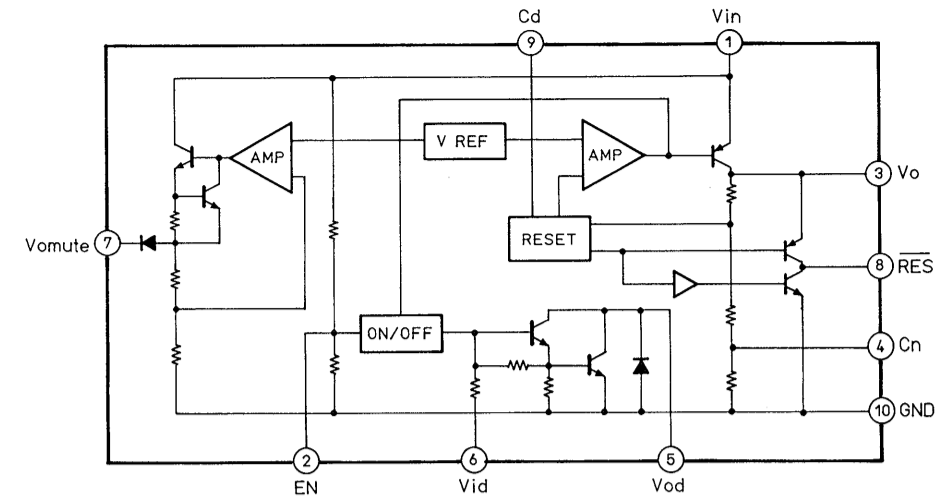 Cd
Vin
9
1
AMP
V REF
AMP
3 Vo
Vomute 7
RESET
8 RES
ON/OFF
4 Cn
10 GND
2
6
5
EN
Vid
Vod